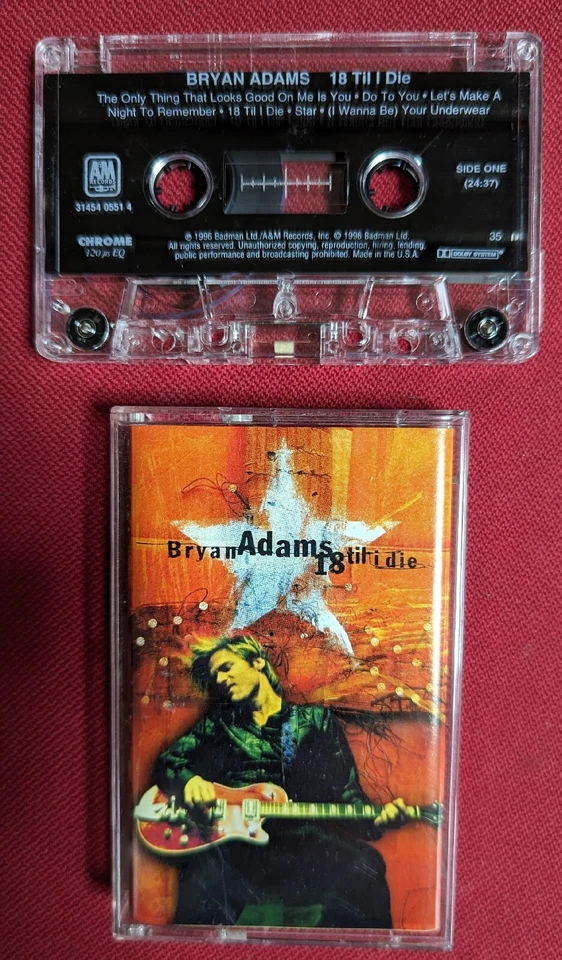 BRYAN ADAMS 18 Til I Die
The Only Thing That Looks Good On Me Is You • Do To You • Let's Make A
Night To Remember • 18 Til I Die • Star • (I Wanna Be) Your Underwear
A&M
RECORDS
31454 0551 4
SIDE ONE
(24:37)
CHROME
120 µs EQ
℗ 1996 Badman Ltd./A&M Records, Inc. © 1996 Badman Ltd.
All rights reserved. Unauthorized copying, reproduction, hiring, lending,
public performance and broadcasting prohibited. Made in the U.S.A.
35
DOLBY SYSTEM®
Bryan Adams
18 til i die